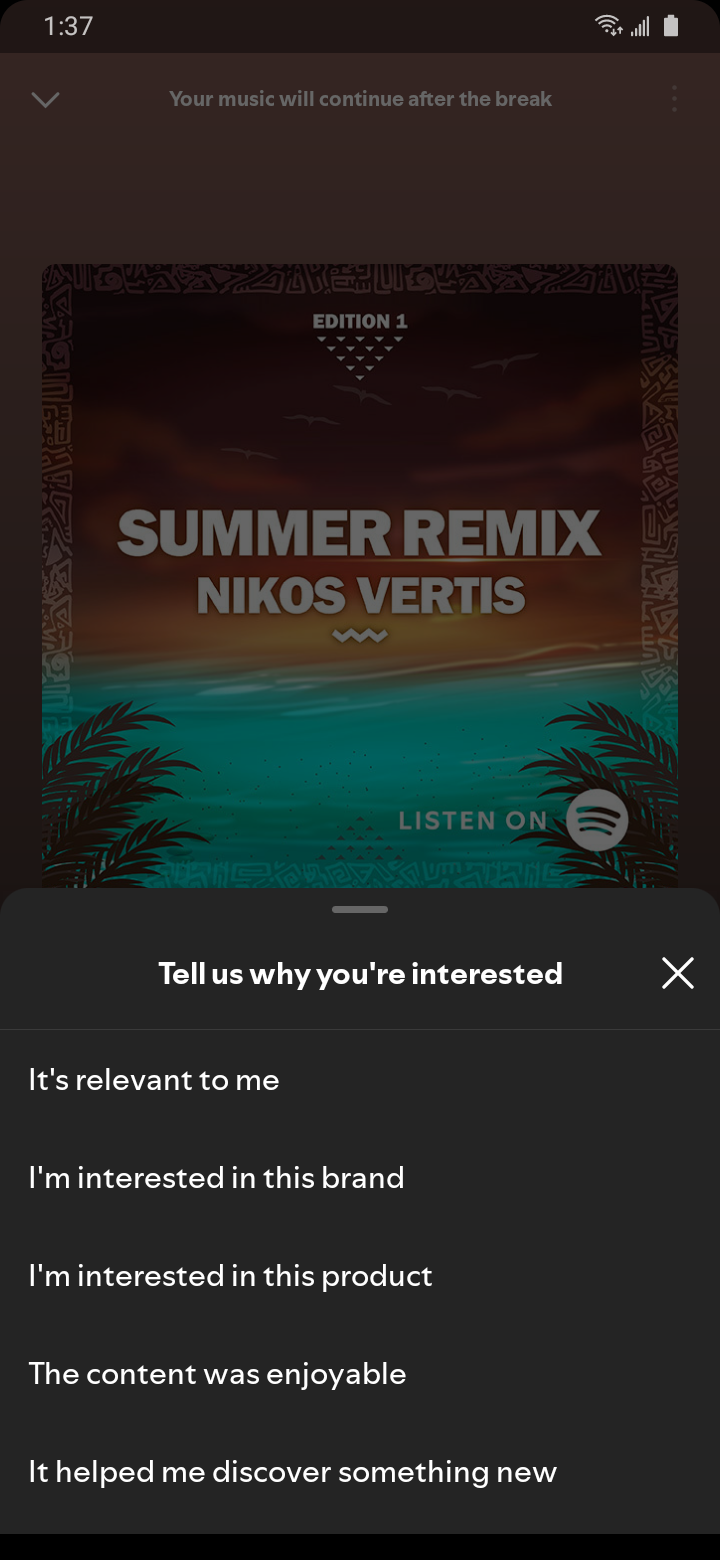 1:37
Your music will continue after the break
EDITION 1
SUMMER REMIX
NIKOS VERTIS
LISTEN ON
Tell us why you're interested
It's relevant to me
I'm interested in this brand
I'm interested in this product
The content was enjoyable
It helped me discover something new